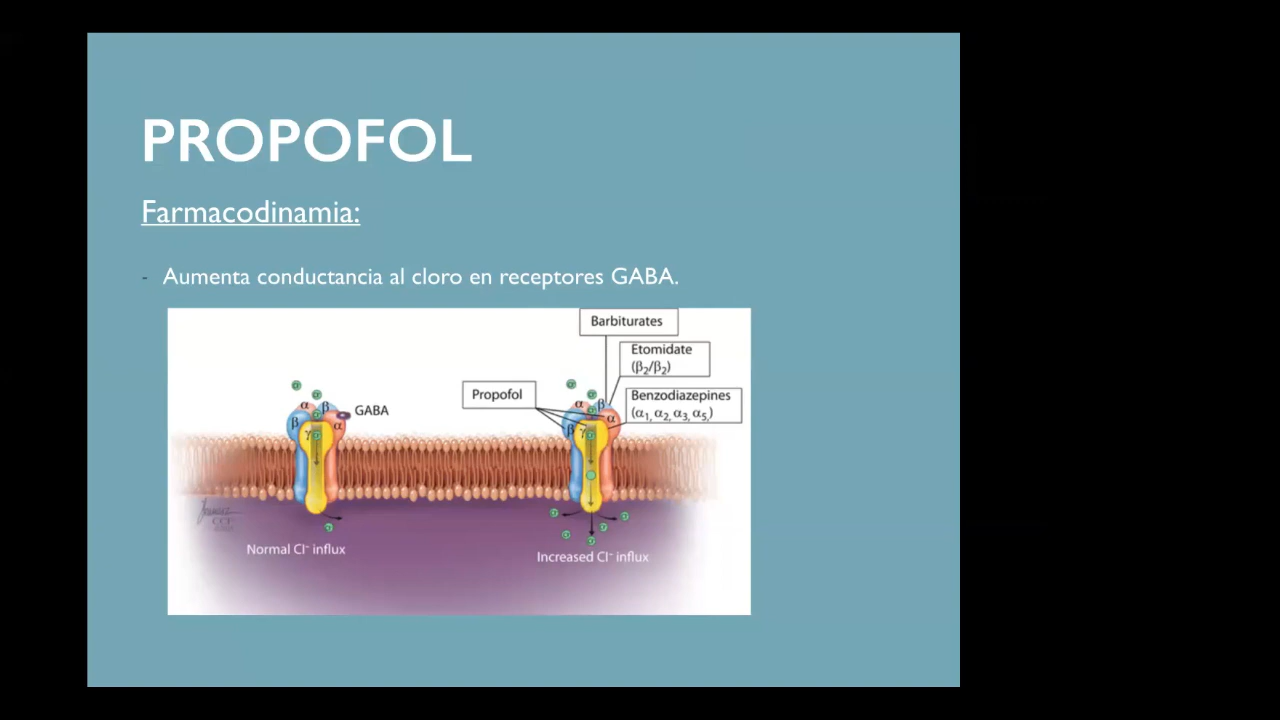 PROPOFOL
Farmacodinamia:
- Aumenta conductancia al cloro en receptores GABA.
Barbiturates
Etomidate
(β2/β2)
Propofol
Benzodiazepines
(α1, α2, α3, α5,)
GABA
α β
β α
γ
α β
β α
γ
CCF
Normal Cl⁻ influx
Increased Cl⁻ influx